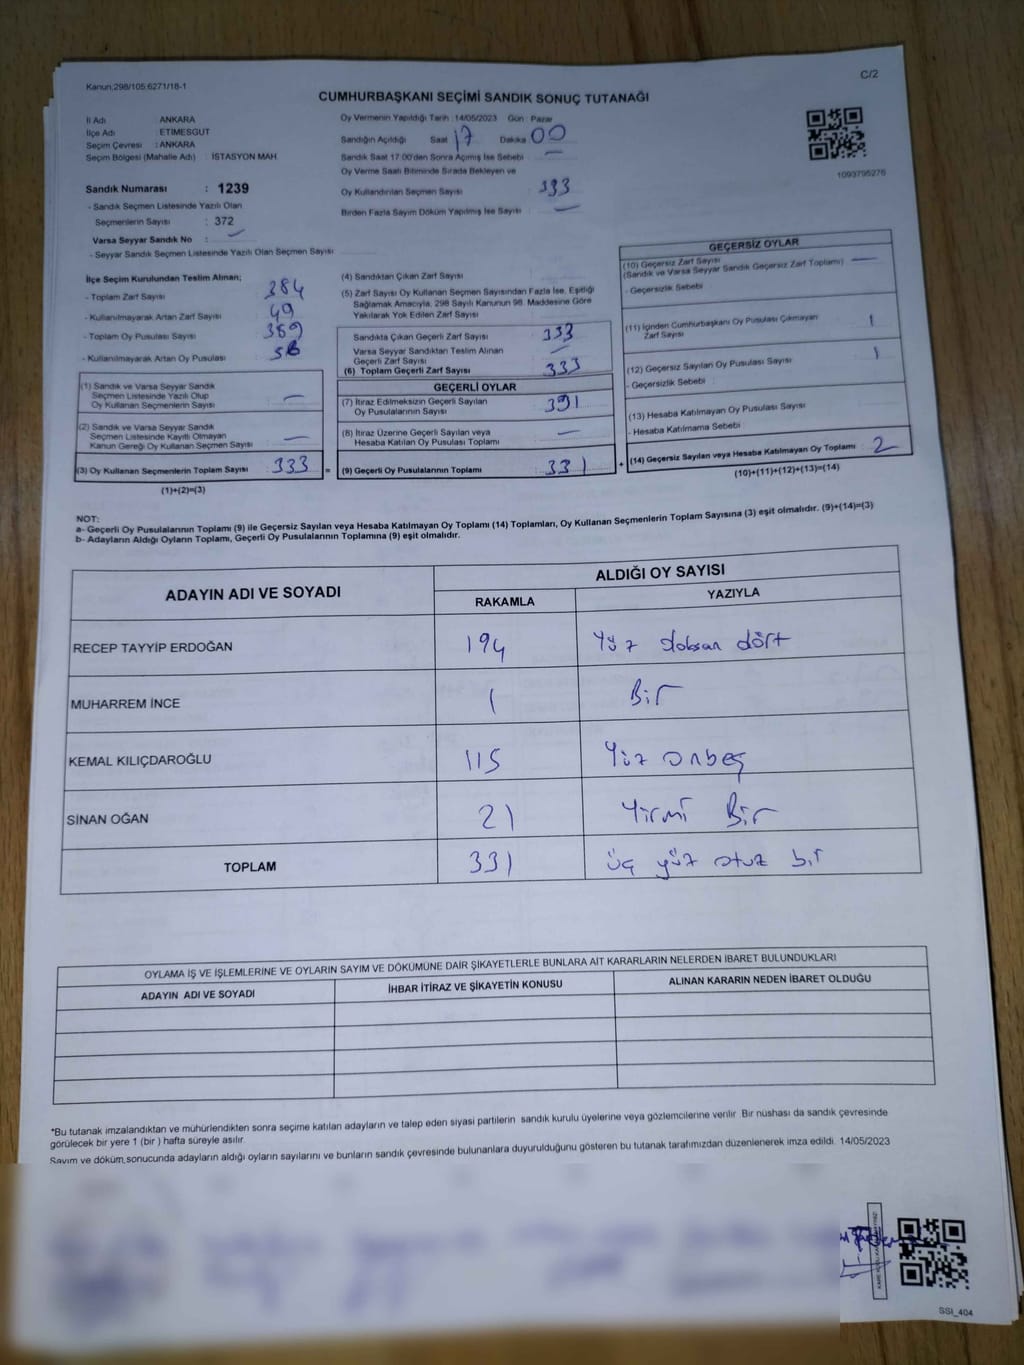 Kanun:298/105:6271/18-1
C/2
CUMHURBAŞKANI SEÇİMİ SANDIK SONUÇ TUTANAĞI
İl Adı ANKARA
İlçe Adı : ETİMESGUT
Seçim Çevresi : ANKARA
Seçim Bölgesi (Mahalle Adı) : İSTASYON MAH.
Sandık Numarası : 1239
- Sandık Seçmen Listesinde Yazılı Olan
Seçmenlerin Sayısı : 372
Varsa Seyyar Sandık No : —
- Seyyar Sandık Seçmen Listesinde Yazılı Olan Seçmen Sayısı
Oy Vermenin Yapıldığı Tarih : 14/05/2023 Gün : Pazar
Sandığın Açıldığı Saat 17 Dakika 00
Sandık Saat 17:00'den Sonra Açılmış İse Sebebi —
Oy Verme Saati Bitiminde Sırada Bekleyen ve
Oy Kullandırılan Seçmen Sayısı 333
Birden Fazla Sayım Döküm Yapılmış İse Sayısı —
1093795276
İlçe Seçim Kurulundan Teslim Alınan;
- Toplam Zarf Sayısı 384
- Kullanılmayarak Artan Zarf Sayısı 49
- Toplam Oy Pusulası Sayısı 389
- Kullanılmayarak Artan Oy Pusulası
(1) Sandık ve Varsa Seyyar Sandık
Seçmen Listesinde Yazılı Olup
Oy Kullanan Seçmenlerin Sayısı —
(2) Sandık ve Varsa Seyyar Sandık
Seçmen Listesinde Kayıtlı Olmayan
Kanun Gereği Oy Kullanan Seçmen Sayısı —
(3) Oy Kullanan Seçmenlerin Toplam Sayısı : 333 =
(1)+(2)=(3)
(4) Sandıktan Çıkan Zarf Sayısı
(5) Zarf Sayısı Oy Kullanan Seçmen Sayısından Fazla İse, Eşitliği
Sağlamak Amacıyla, 298 Sayılı Kanunun 98. Maddesine Göre
Yakılarak Yok Edilen Zarf Sayısı
Sandıkta Çıkan Geçerli Zarf Sayısı 333
Varsa Seyyar Sandıktan Teslim Alınan
Geçerli Zarf Sayısı —
(6) Toplam Geçerli Zarf Sayısı 333
GEÇERLİ OYLAR
(7) İtiraz Edilmeksizin Geçerli Sayılan
Oy Pusulalarının Sayısı 331
(8) İtiraz Üzerine Geçerli Sayılan veya
Hesaba Katılan Oy Pusulası Toplamı —
(9) Geçerli Oy Pusulalarının Toplamı 331 +
GEÇERSİZ OYLAR
(10) Geçersiz Zarf Sayısı —
(Sandık ve Varsa Seyyar Sandık Geçersiz Zarf Toplamı)
- Geçersizlik Sebebi
(11) İçinden Cumhurbaşkanı Oy Pusulası Çıkmayan
Zarf Sayısı 1
(12) Geçersiz Sayılan Oy Pusulası Sayısı 1
- Geçersizlik Sebebi :
(13) Hesaba Katılmayan Oy Pusulası Sayısı
- Hesaba Katılmama Sebebi
(14) Geçersiz Sayılan veya Hesaba Katılmayan Oy Toplamı 2
(10)+(11)+(12)+(13)=(14)
NOT:
a- Geçerli Oy Pusulalarının Toplamı (9) ile Geçersiz Sayılan veya Hesaba Katılmayan Oy Toplamı (14) Toplamları, Oy Kullanan Seçmenlerin Toplam Sayısına (3) eşit olmalıdır. (9)+(14)=(3)
b- Adayların Aldığı Oyların Toplamı, Geçerli Oy Pusulalarının Toplamına (9) eşit olmalıdır.
ADAYIN ADI VE SOYADI
ALDIĞI OY SAYISI
RAKAMLA YAZIYLA
RECEP TAYYİP ERDOĞAN 194 Yüz doksan dört
MUHARREM İNCE 1 Bir
KEMAL KILIÇDAROĞLU 115 Yüz onbeş
SİNAN OĞAN 21 Yirmi Bir
TOPLAM 331 üç yüz otuz bir
OYLAMA İŞ VE İŞLEMLERİNE VE OYLARIN SAYIM VE DÖKÜMÜNE DAİR ŞİKAYETLERLE BUNLARA AİT KARARLARIN NELERDEN İBARET BULUNDUKLARI
ADAYIN ADI VE SOYADI İHBAR İTİRAZ VE ŞİKAYETİN KONUSU ALINAN KARARIN NEDEN İBARET OLDUĞU
*Bu tutanak imzalandıktan ve mühürlendikten sonra seçime katılan adayların ve talep eden siyasi partilerin sandık kurulu üyelerine veya gözlemcilerine verilir. Bir nüshası da sandık çevresinde
görülecek bir yere 1 (bir) hafta süreyle asılır.
Sayım ve döküm sonucunda adayların aldığı oyların sayılarını ve bunların sandık çevresinde bulunanlara duyurulduğunu gösteren bu tutanak tarafımızdan düzenlenerek imza edildi. 14/05/2023
SSI_404